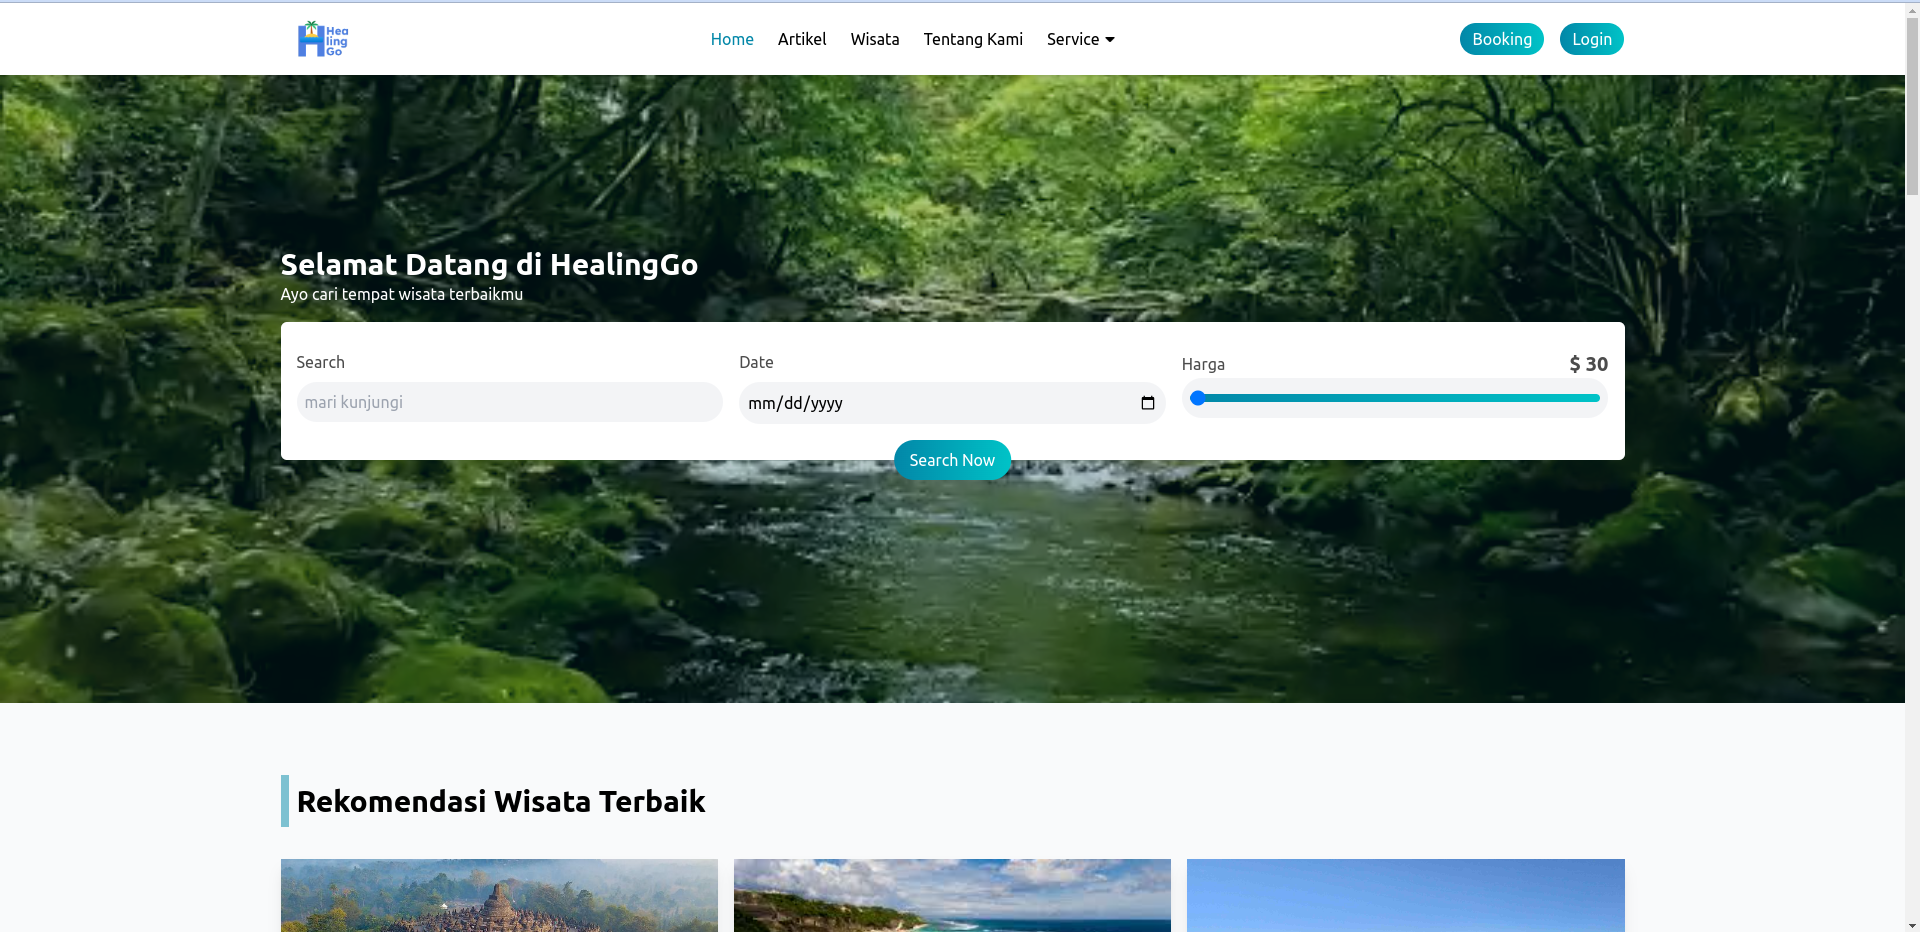 Hea
ling
Go
Home
Artikel
Wisata
Tentang Kami
Service
Booking
Login
Selamat Datang di HealingGo
Ayo cari tempat wisata terbaikmu
Search
mari kunjungi
Date
mm/dd/yyyy
Harga
$ 30
Search Now
Rekomendasi Wisata Terbaik